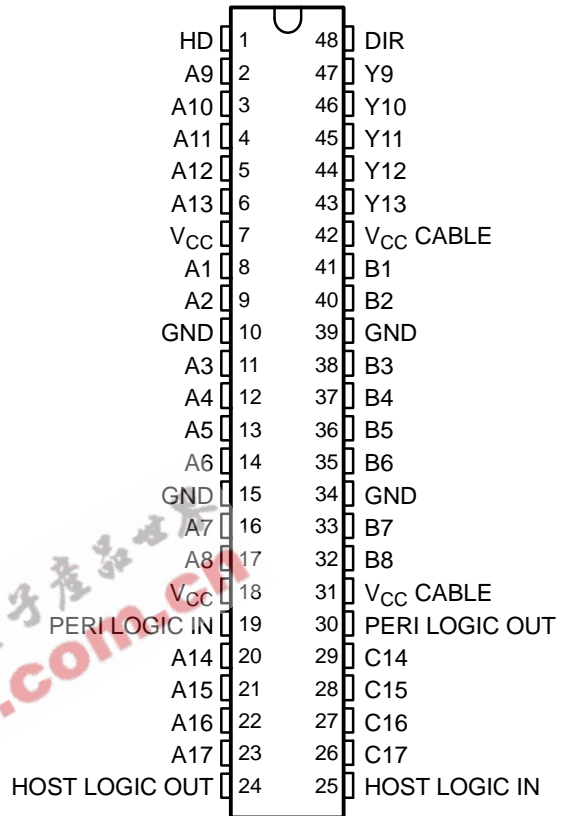 HD 1 48 DIR
A9 2 47 Y9
A10 3 46 Y10
A11 4 45 Y11
A12 5 44 Y12
A13 6 43 Y13
VCC 7 42 VCC CABLE
A1 8 41 B1
A2 9 40 B2
GND 10 39 GND
A3 11 38 B3
A4 12 37 B4
A5 13 36 B5
A6 14 35 B6
GND 15 34 GND
A7 16 33 B7
A8 17 32 B8
VCC 18 31 VCC CABLE
PERI LOGIC IN 19 30 PERI LOGIC OUT
A14 20 29 C14
A15 21 28 C15
A16 22 27 C16
A17 23 26 C17
HOST LOGIC OUT 24 25 HOST LOGIC IN
子產品世界
.com.cn